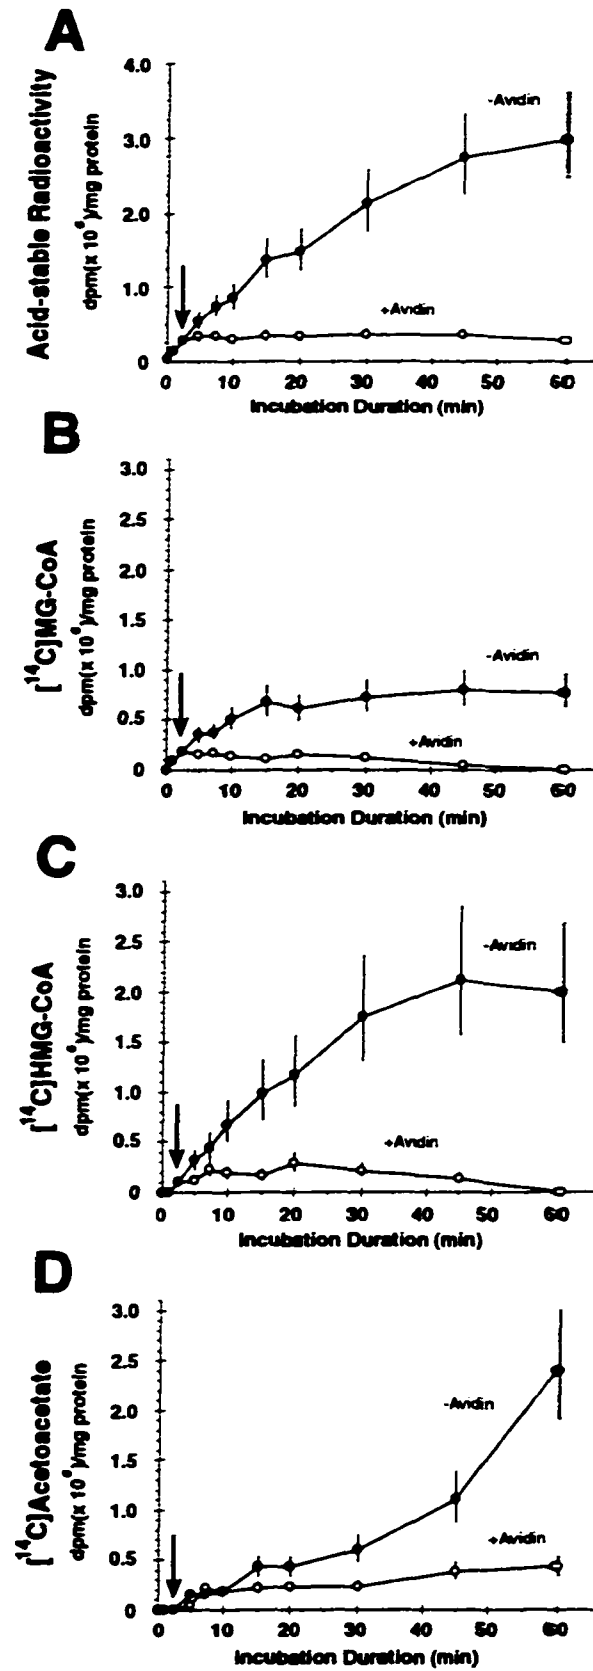 A
Acid-stable Radioactivity
dpm(x 10⁶)/mg protein
4.0
3.0
2.0
1.0
0
-Avidin
+Avidin
0 10 20 30 40 50 60
Incubation Duration (min)
B
[¹⁴C]MG-CoA
dpm(x 10⁶)/mg protein
3.0
2.5
2.0
1.5
1.0
0.5
0
-Avidin
+Avidin
0 10 20 30 40 50 60
Incubation Duration (min)
C
[¹⁴C]HMG-CoA
dpm(x 10⁶)/mg protein
3.0
2.5
2.0
1.5
1.0
0.5
0
-Avidin
+Avidin
0 10 20 30 40 50 60
Incubation Duration (min)
D
[¹⁴C]Acetoacetate
dpm(x 10⁶)/mg protein
3.0
2.5
2.0
1.5
1.0
0.5
0
-Avidin
+Avidin
0 10 20 30 40 50 60
Incubation Duration (min)